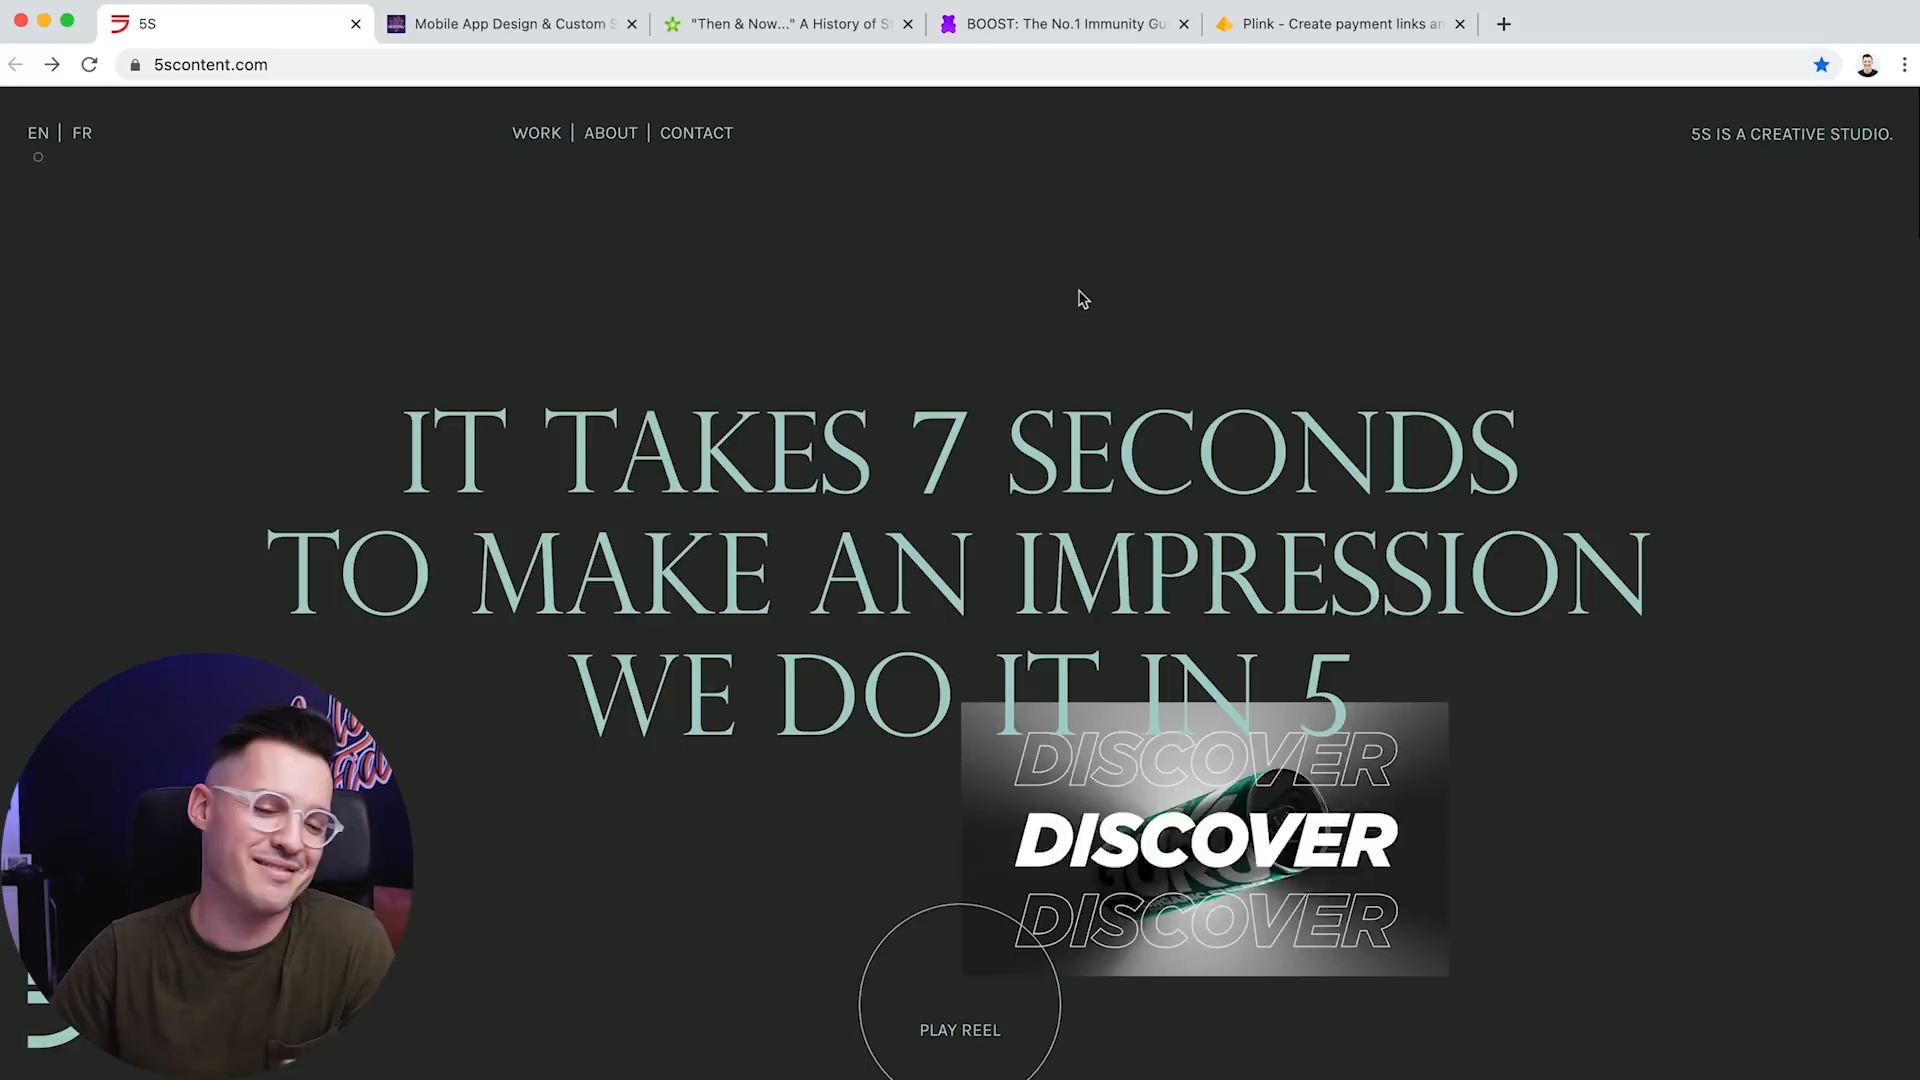 5S
Mobile App Design & Custom S
"Then & Now..." A History of S
BOOST: The No.1 Immunity Gu
Plink - Create payment links an
5scontent.com
EN | FR
WORK | ABOUT | CONTACT
5S IS A CREATIVE STUDIO.
IT TAKES 7 SECONDS
TO MAKE AN IMPRESSION
WE DO IT IN 5
DISCOVER
DISCOVER
DISCOVER
PLAY REEL